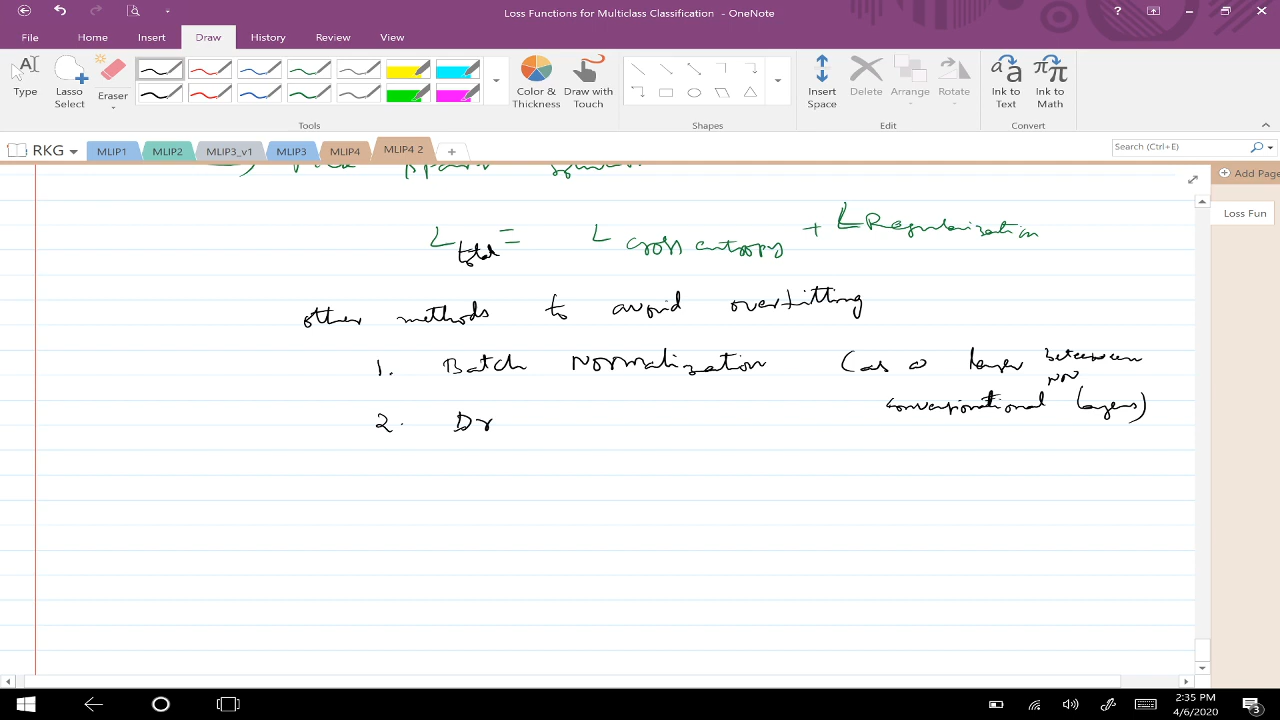 Loss Functions for Multiclass Classification - OneNote
File Home Insert Draw History Review View
Type Lasso Select Eraser Color & Thickness Draw with Touch Insert Space Delete Arrange Rotate Ink to Text Ink to Math
Tools Shapes Edit Convert
RKG MLIP1 MLIP2 MLIP3_v1 MLIP3 MLIP4 MLIP4 2 Search (Ctrl+E)
Add Page
Loss Fun
L total = L cross entropy + L Regularization
other methods to avoid overfitting
1. Batch Normalization (as a layer between NN
conventional layers)
2. Dr
2:35 PM
4/6/2020
3